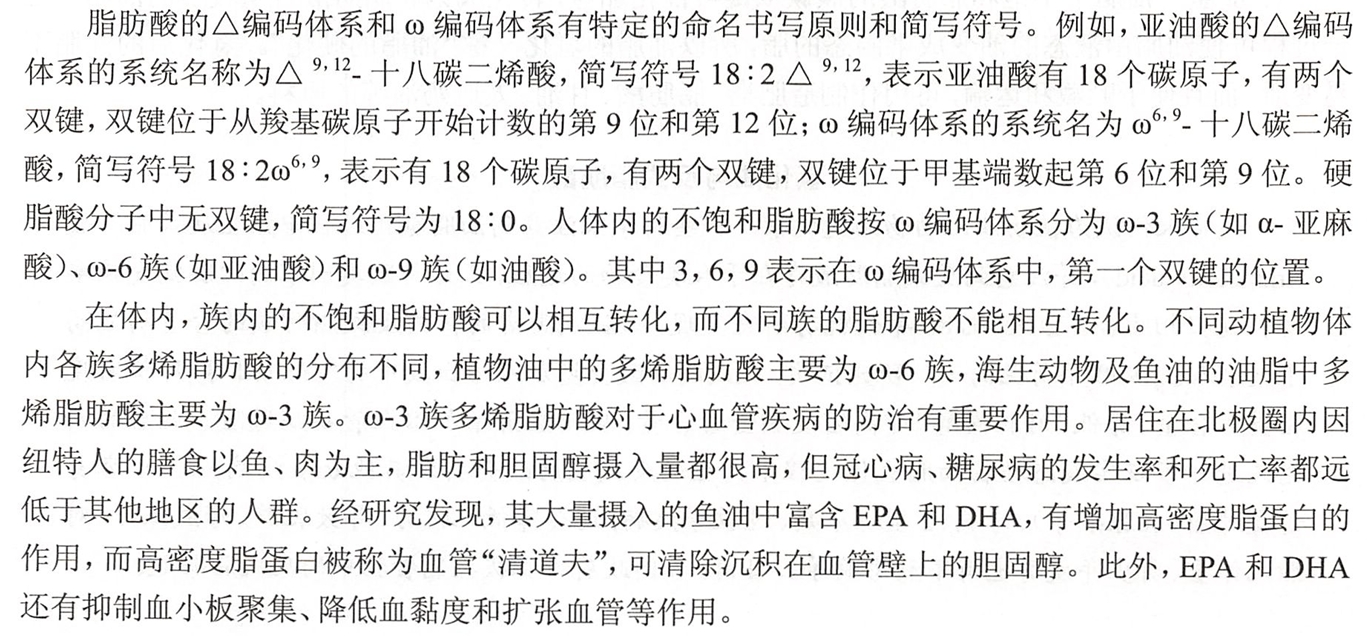 脂肪酸的△编码体系和 ω 编码体系有特定的命名书写原则和简写符号。例如，亚油酸的△编码
体系的系统名称为△ ⁹,¹²- 十八碳二烯酸，简写符号 18∶2 △ ⁹,¹²，表示亚油酸有 18 个碳原子，有两个
双键，双键位于从羧基碳原子开始计数的第 9 位和第 12 位；ω 编码体系的系统名为 ω⁶,⁹- 十八碳二烯
酸，简写符号 18∶2ω⁶,⁹，表示有 18 个碳原子，有两个双键，双键位于甲基端数起第 6 位和第 9 位。硬
脂酸分子中无双键，简写符号为 18∶0。人体内的不饱和脂肪酸按 ω 编码体系分为 ω-3 族（如 α- 亚麻
酸）、ω-6 族（如亚油酸）和 ω-9 族（如油酸）。其中 3，6，9 表示在 ω 编码体系中，第一个双键的位置。
在体内，族内的不饱和脂肪酸可以相互转化，而不同族的脂肪酸不能相互转化。不同动植物体
内各族多烯脂肪酸的分布不同，植物油中的多烯脂肪酸主要为 ω-6 族，海生动物及鱼油的油脂中多
烯脂肪酸主要为 ω-3 族。ω-3 族多烯脂肪酸对于心血管疾病的防治有重要作用。居住在北极圈内因
纽特人的膳食以鱼、肉为主，脂肪和胆固醇摄入量都很高，但冠心病、糖尿病的发生率和死亡率都远
低于其他地区的人群。经研究发现，其大量摄入的鱼油中富含 EPA 和 DHA，有增加高密度脂蛋白的
作用，而高密度脂蛋白被称为血管“清道夫”，可清除沉积在血管壁上的胆固醇。此外，EPA 和 DHA
还有抑制血小板聚集、降低血黏度和扩张血管等作用。